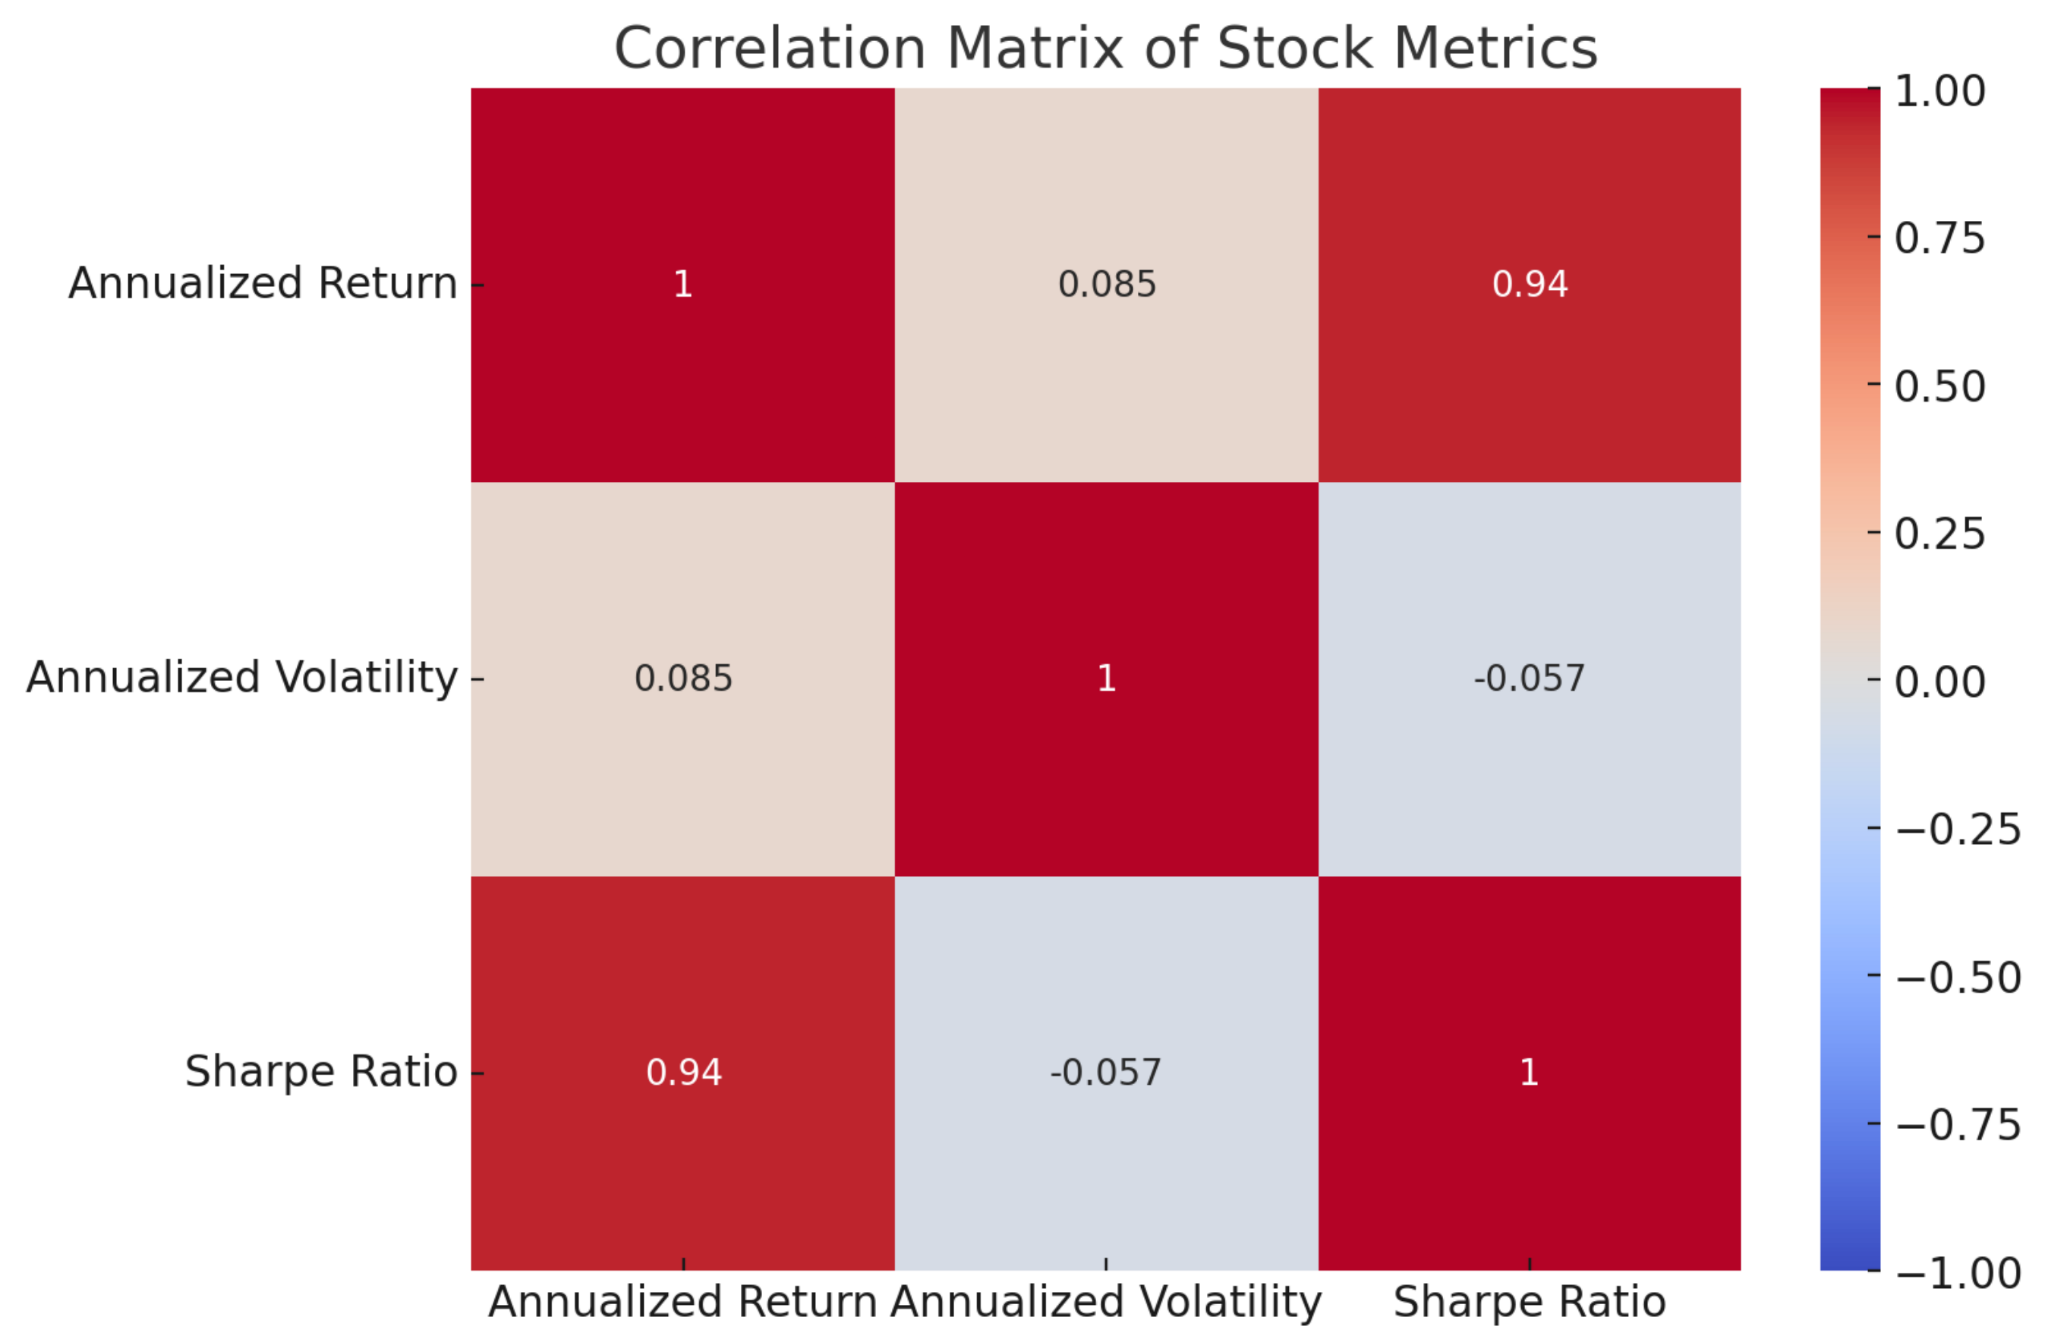 Correlation Matrix of Stock Metrics
Annualized Return
1
0.085
0.94
Annualized Volatility
0.085
1
-0.057
Sharpe Ratio
0.94
-0.057
1
Annualized Return
Annualized Volatility
Sharpe Ratio
1.00
0.75
0.50
0.25
0.00
−0.25
−0.50
−0.75
−1.00